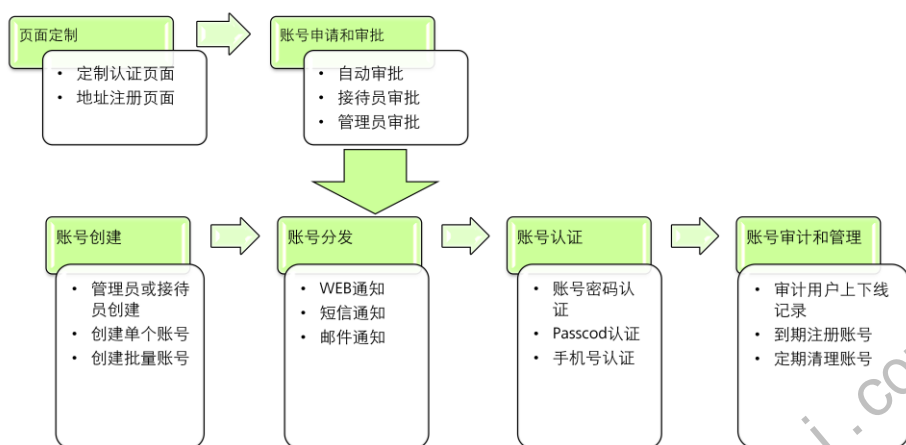 页面定制
• 定制认证页面
• 地址注册页面
账号申请和审批
• 自动审批
• 接待员审批
• 管理员审批
账号创建
• 管理员或接待
员创建
• 创建单个账号
• 创建批量账号
账号分发
• WEB通知
• 短信通知
• 邮件通知
账号认证
• 账号密码认
证
• Passcod认证
• 手机号认证
账号审计和管理
• 审计用户上下线
记录
• 到期注册账号
• 定期清理账号